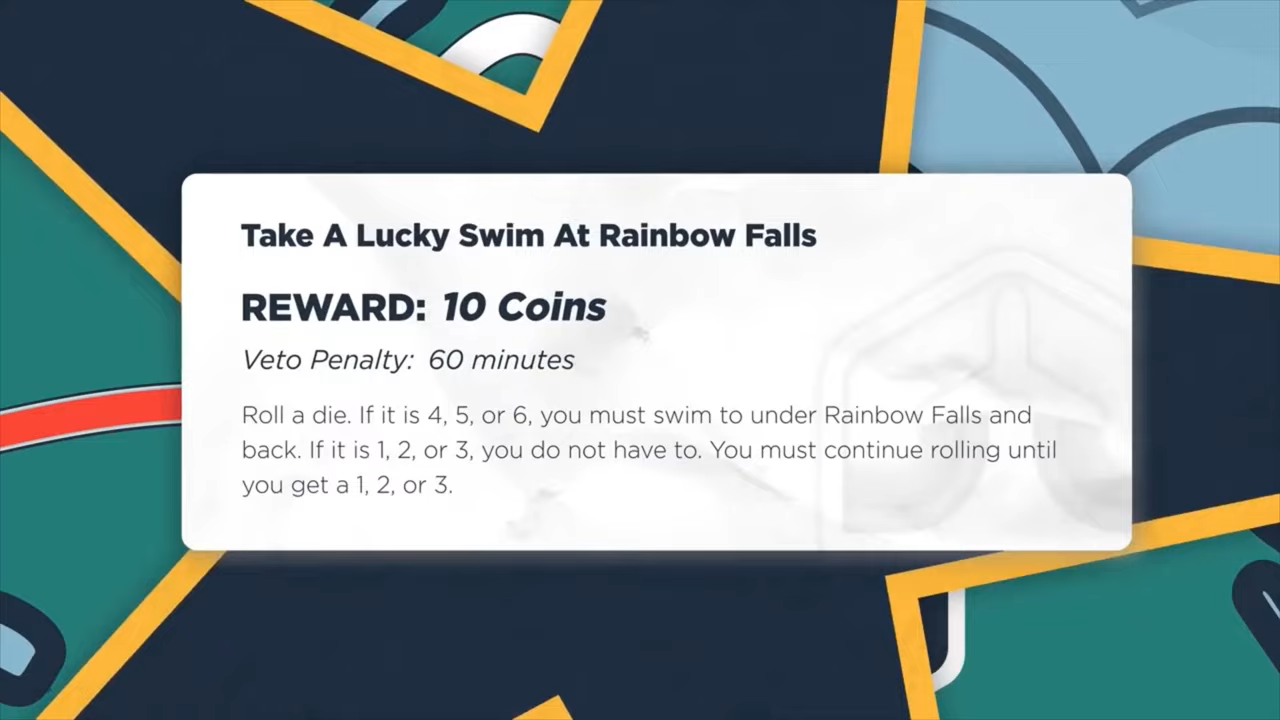 Take A Lucky Swim At Rainbow Falls
REWARD: 10 Coins
Veto Penalty: 60 minutes
Roll a die. If it is 4, 5, or 6, you must swim to under Rainbow Falls and
back. If it is 1, 2, or 3, you do not have to. You must continue rolling until
you get a 1, 2, or 3.